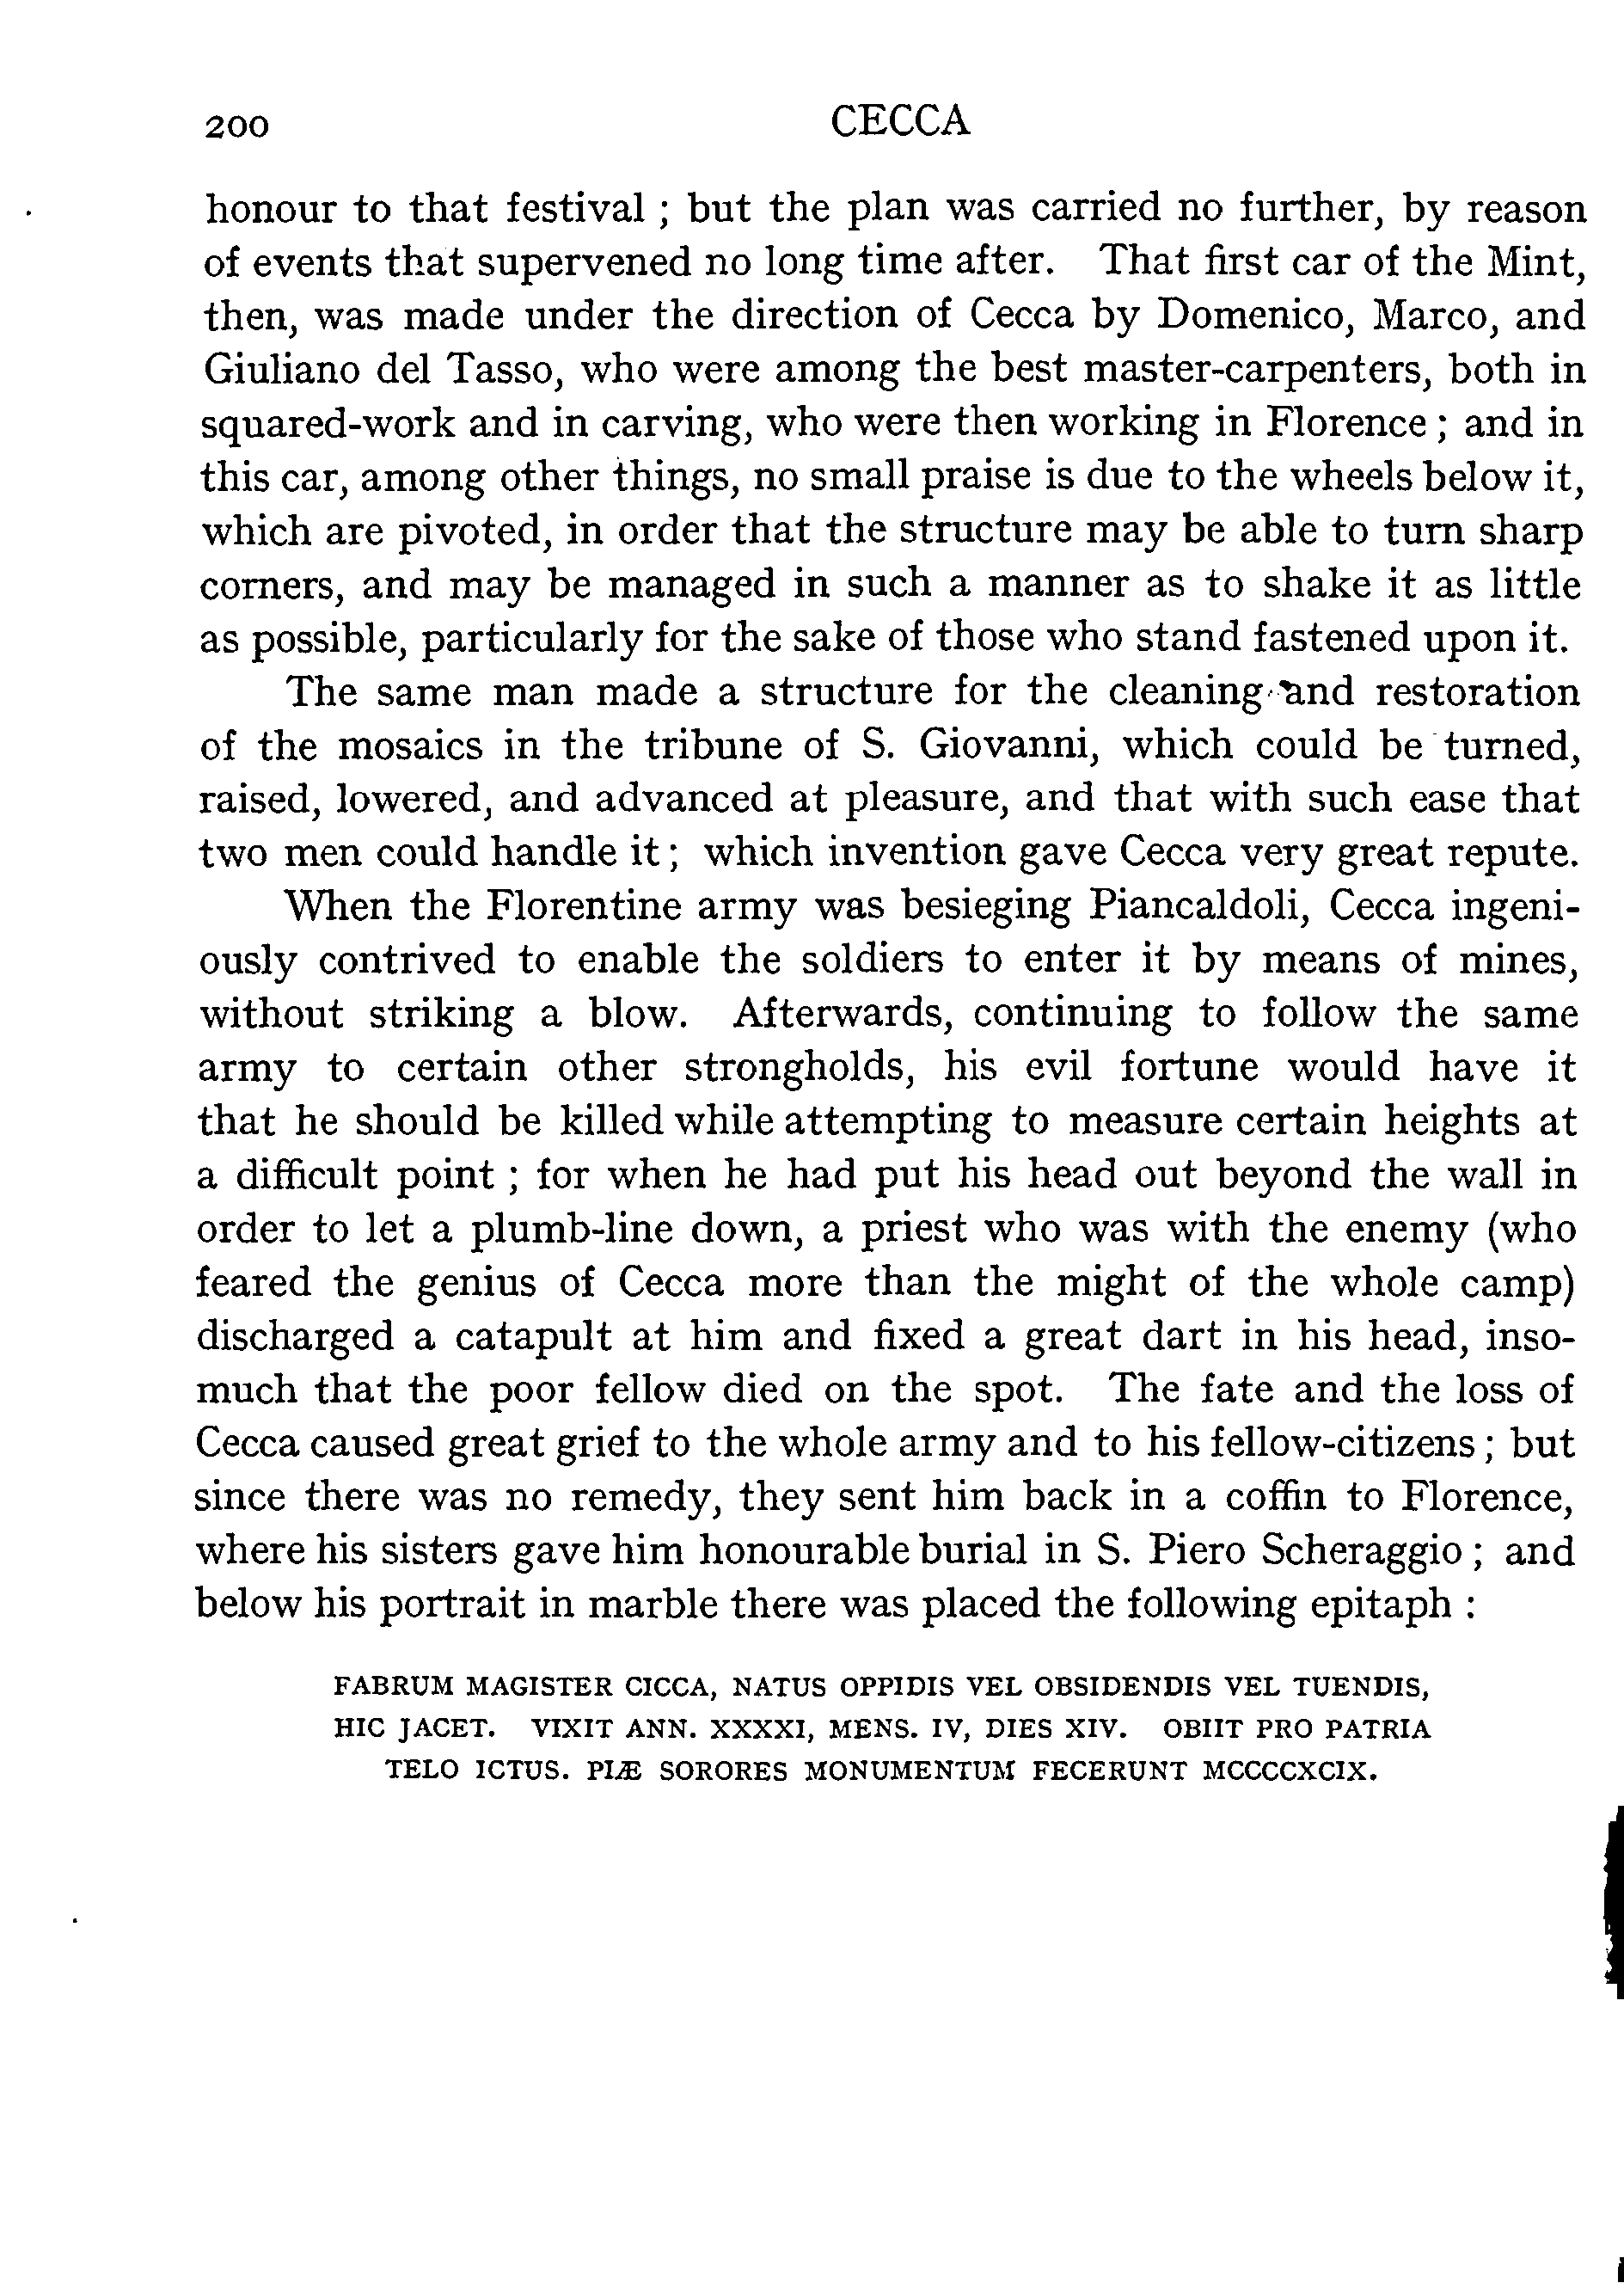 200 CECCA
honour to that festival ; but the plan was carried no further, by reason
of events that supervened no long time after. That first car of the Mint,
then, was made under the direction of Cecca by Domenico, Marco, and
Giuliano del Tasso, who were among the best master-carpenters, both in
squared-work and in carving, who were then working in Florence ; and in
this car, among other things, no small praise is due to the wheels below it,
which are pivoted, in order that the structure may be able to turn sharp
corners, and may be managed in such a manner as to shake it as little
as possible, particularly for the sake of those who stand fastened upon it.
The same man made a structure for the cleaning and restoration
of the mosaics in the tribune of S. Giovanni, which could be turned,
raised, lowered, and advanced at pleasure, and that with such ease that
two men could handle it ; which invention gave Cecca very great repute.
When the Florentine army was besieging Piancaldoli, Cecca ingeni-
ously contrived to enable the soldiers to enter it by means of mines,
without striking a blow. Afterwards, continuing to follow the same
army to certain other strongholds, his evil fortune would have it
that he should be killed while attempting to measure certain heights at
a difficult point ; for when he had put his head out beyond the wall in
order to let a plumb-line down, a priest who was with the enemy (who
feared the genius of Cecca more than the might of the whole camp)
discharged a catapult at him and fixed a great dart in his head, inso-
much that the poor fellow died on the spot. The fate and the loss of
Cecca caused great grief to the whole army and to his fellow-citizens ; but
since there was no remedy, they sent him back in a coffin to Florence,
where his sisters gave him honourable burial in S. Piero Scheraggio ; and
below his portrait in marble there was placed the following epitaph :
FABRUM MAGISTER CICCA, NATUS OPPIDIS VEL OBSIDENDIS VEL TUENDIS,
HIC JACET. VIXIT ANN. XXXXI, MENS. IV, DIES XIV. OBIIT PRO PATRIA
TELO ICTUS. PIÆ SORORES MONUMENTUM FECERUNT MCCCCXCIX.